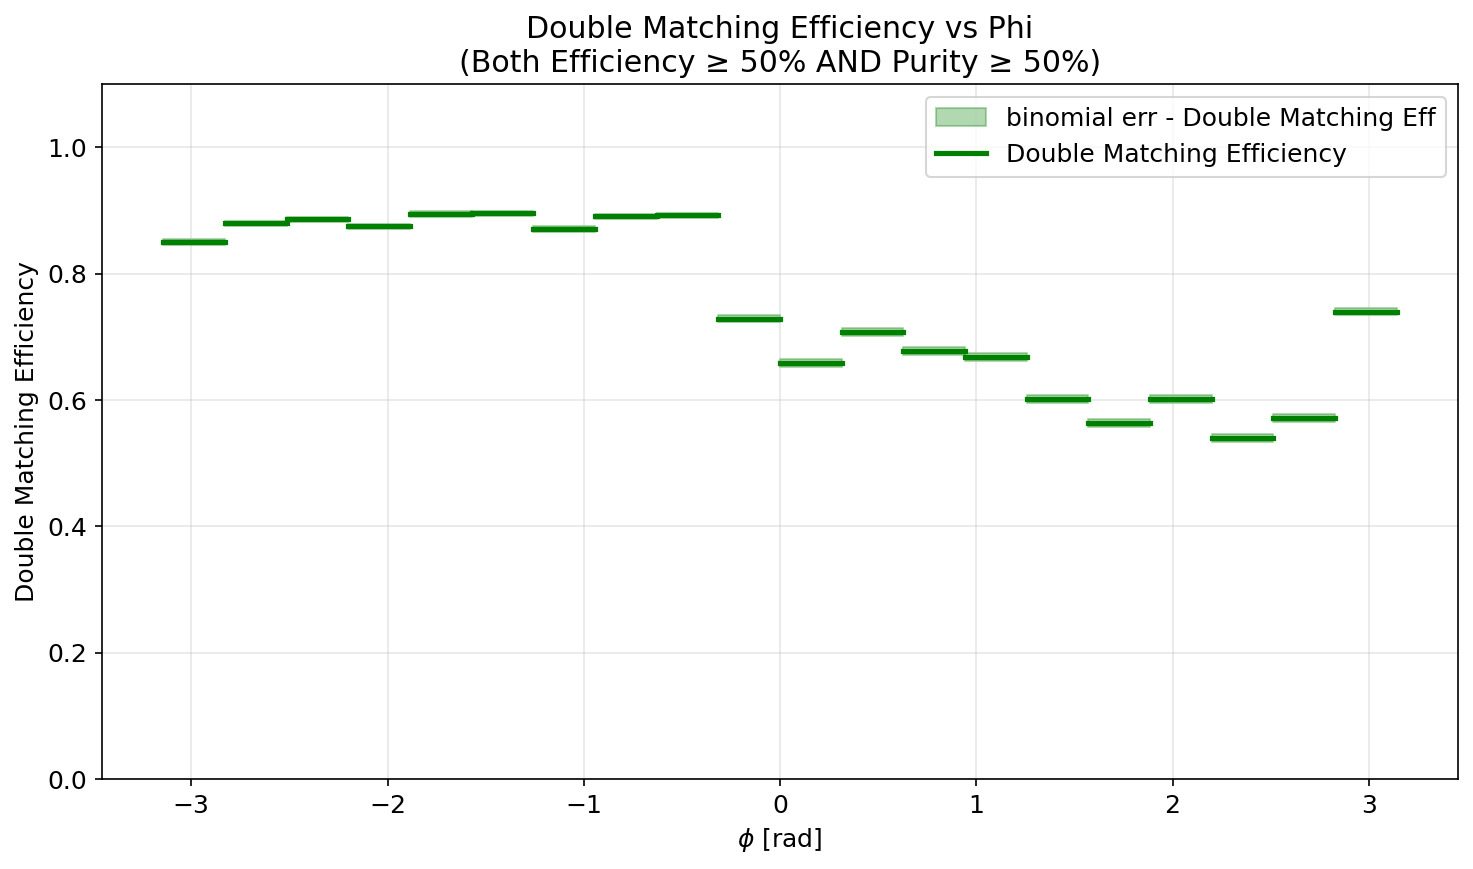 Double Matching Efficiency vs Phi
(Both Efficiency ≥ 50% AND Purity ≥ 50%)
binomial err - Double Matching Eff
Double Matching Efficiency
Double Matching Efficiency
1.0
0.8
0.6
0.4
0.2
0.0
−3
−2
−1
0
1
2
3
ϕ [rad]